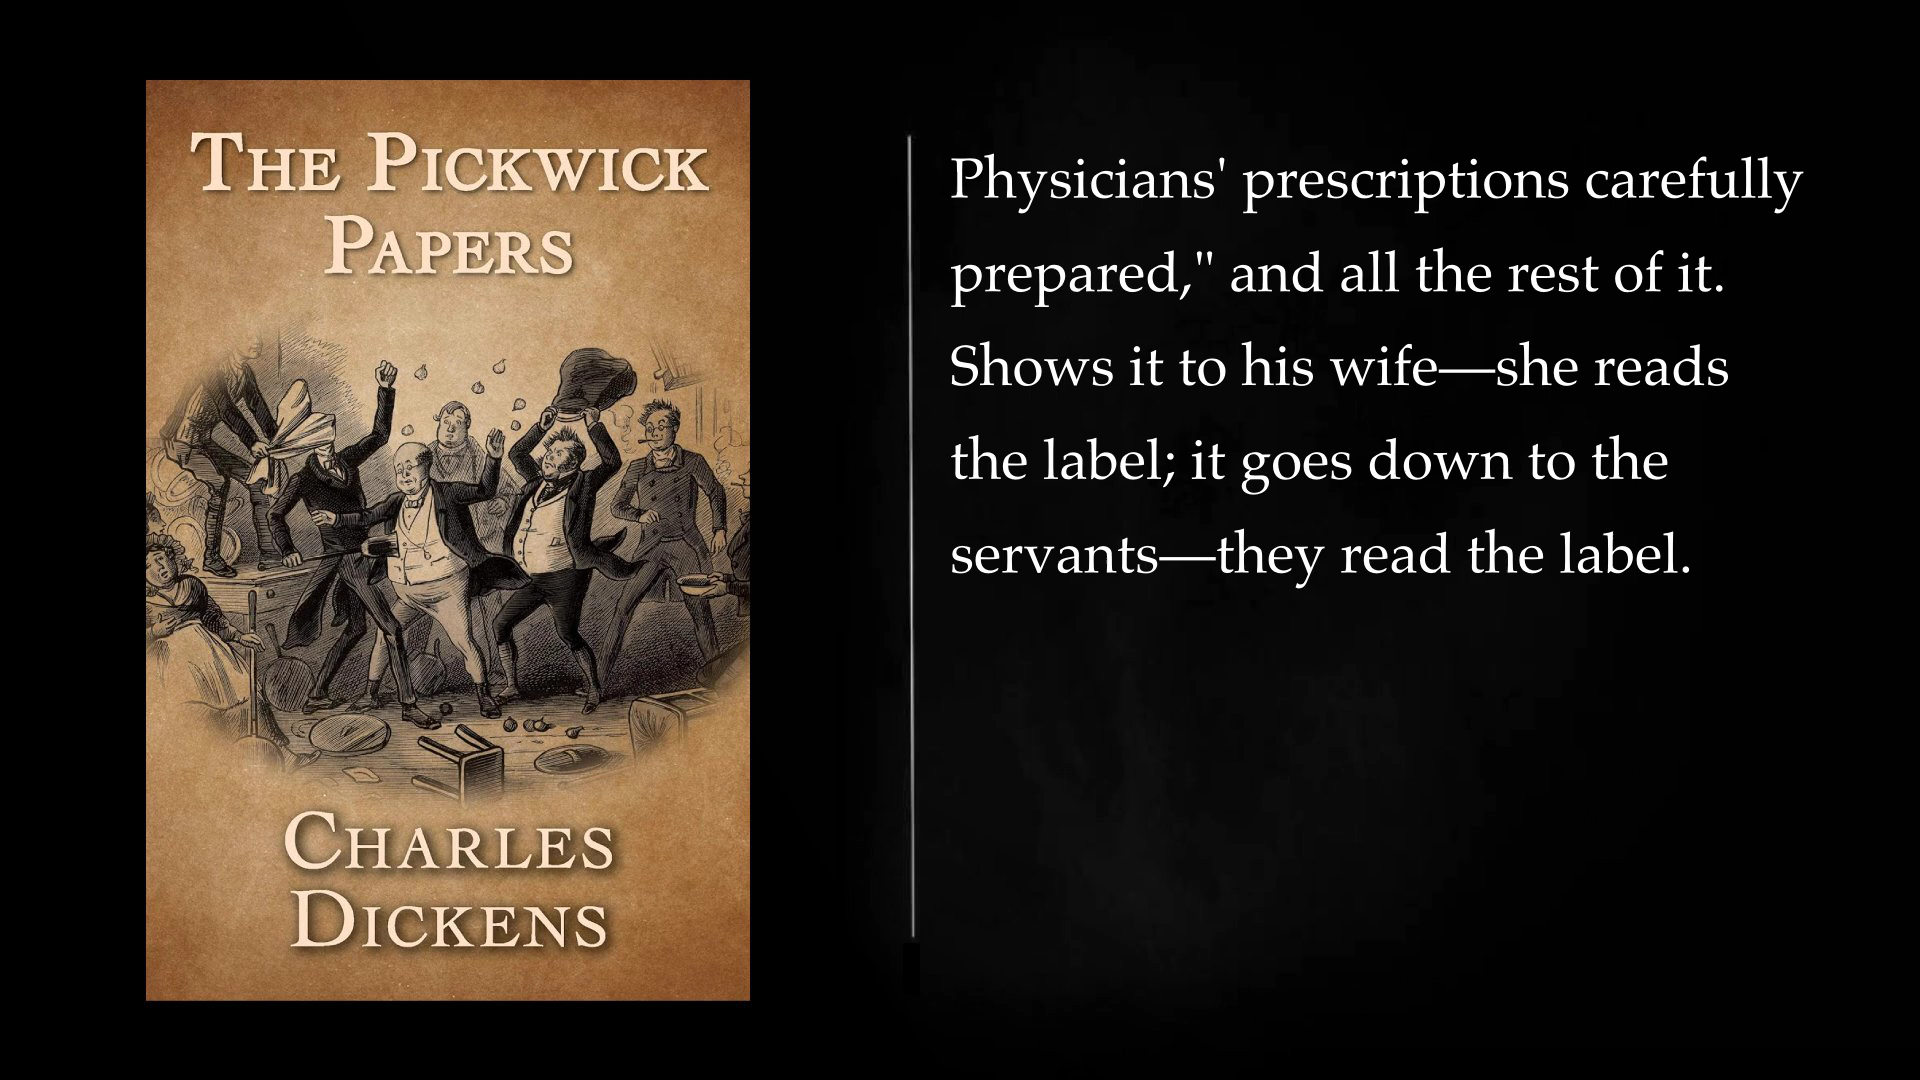 The Pickwick
Papers
Charles
Dickens
Physicians' prescriptions carefully
prepared," and all the rest of it.
Shows it to his wife—she reads
the label; it goes down to the
servants—they read the label.